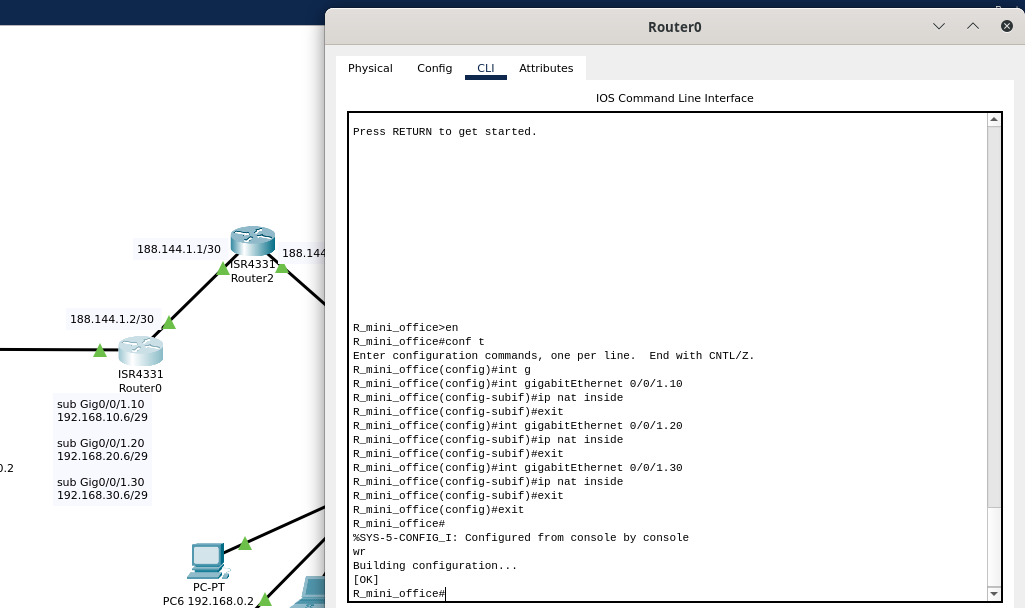 Router0
Physical Config CLI Attributes
IOS Command Line Interface
Press RETURN to get started.
R_mini_office>en
R_mini_office#conf t
Enter configuration commands, one per line.  End with CNTL/Z.
R_mini_office(config)#int g
R_mini_office(config)#int gigabitEthernet 0/0/1.10
R_mini_office(config-subif)#ip nat inside
R_mini_office(config-subif)#exit
R_mini_office(config)#int gigabitEthernet 0/0/1.20
R_mini_office(config-subif)#ip nat inside
R_mini_office(config-subif)#exit
R_mini_office(config)#int gigabitEthernet 0/0/1.30
R_mini_office(config-subif)#ip nat inside
R_mini_office(config-subif)#exit
R_mini_office(config)#exit
R_mini_office#
%SYS-5-CONFIG_I: Configured from console by console
wr
Building configuration...
[OK]
R_mini_office#
188.144.1.1/30
188.144
ISR4331
Router2
188.144.1.2/30
ISR4331
Router0
sub Gig0/0/1.10
192.168.10.6/29
sub Gig0/0/1.20
192.168.20.6/29
sub Gig0/0/1.30
192.168.30.6/29
0.2
PC-PT
PC6 192.168.0.2